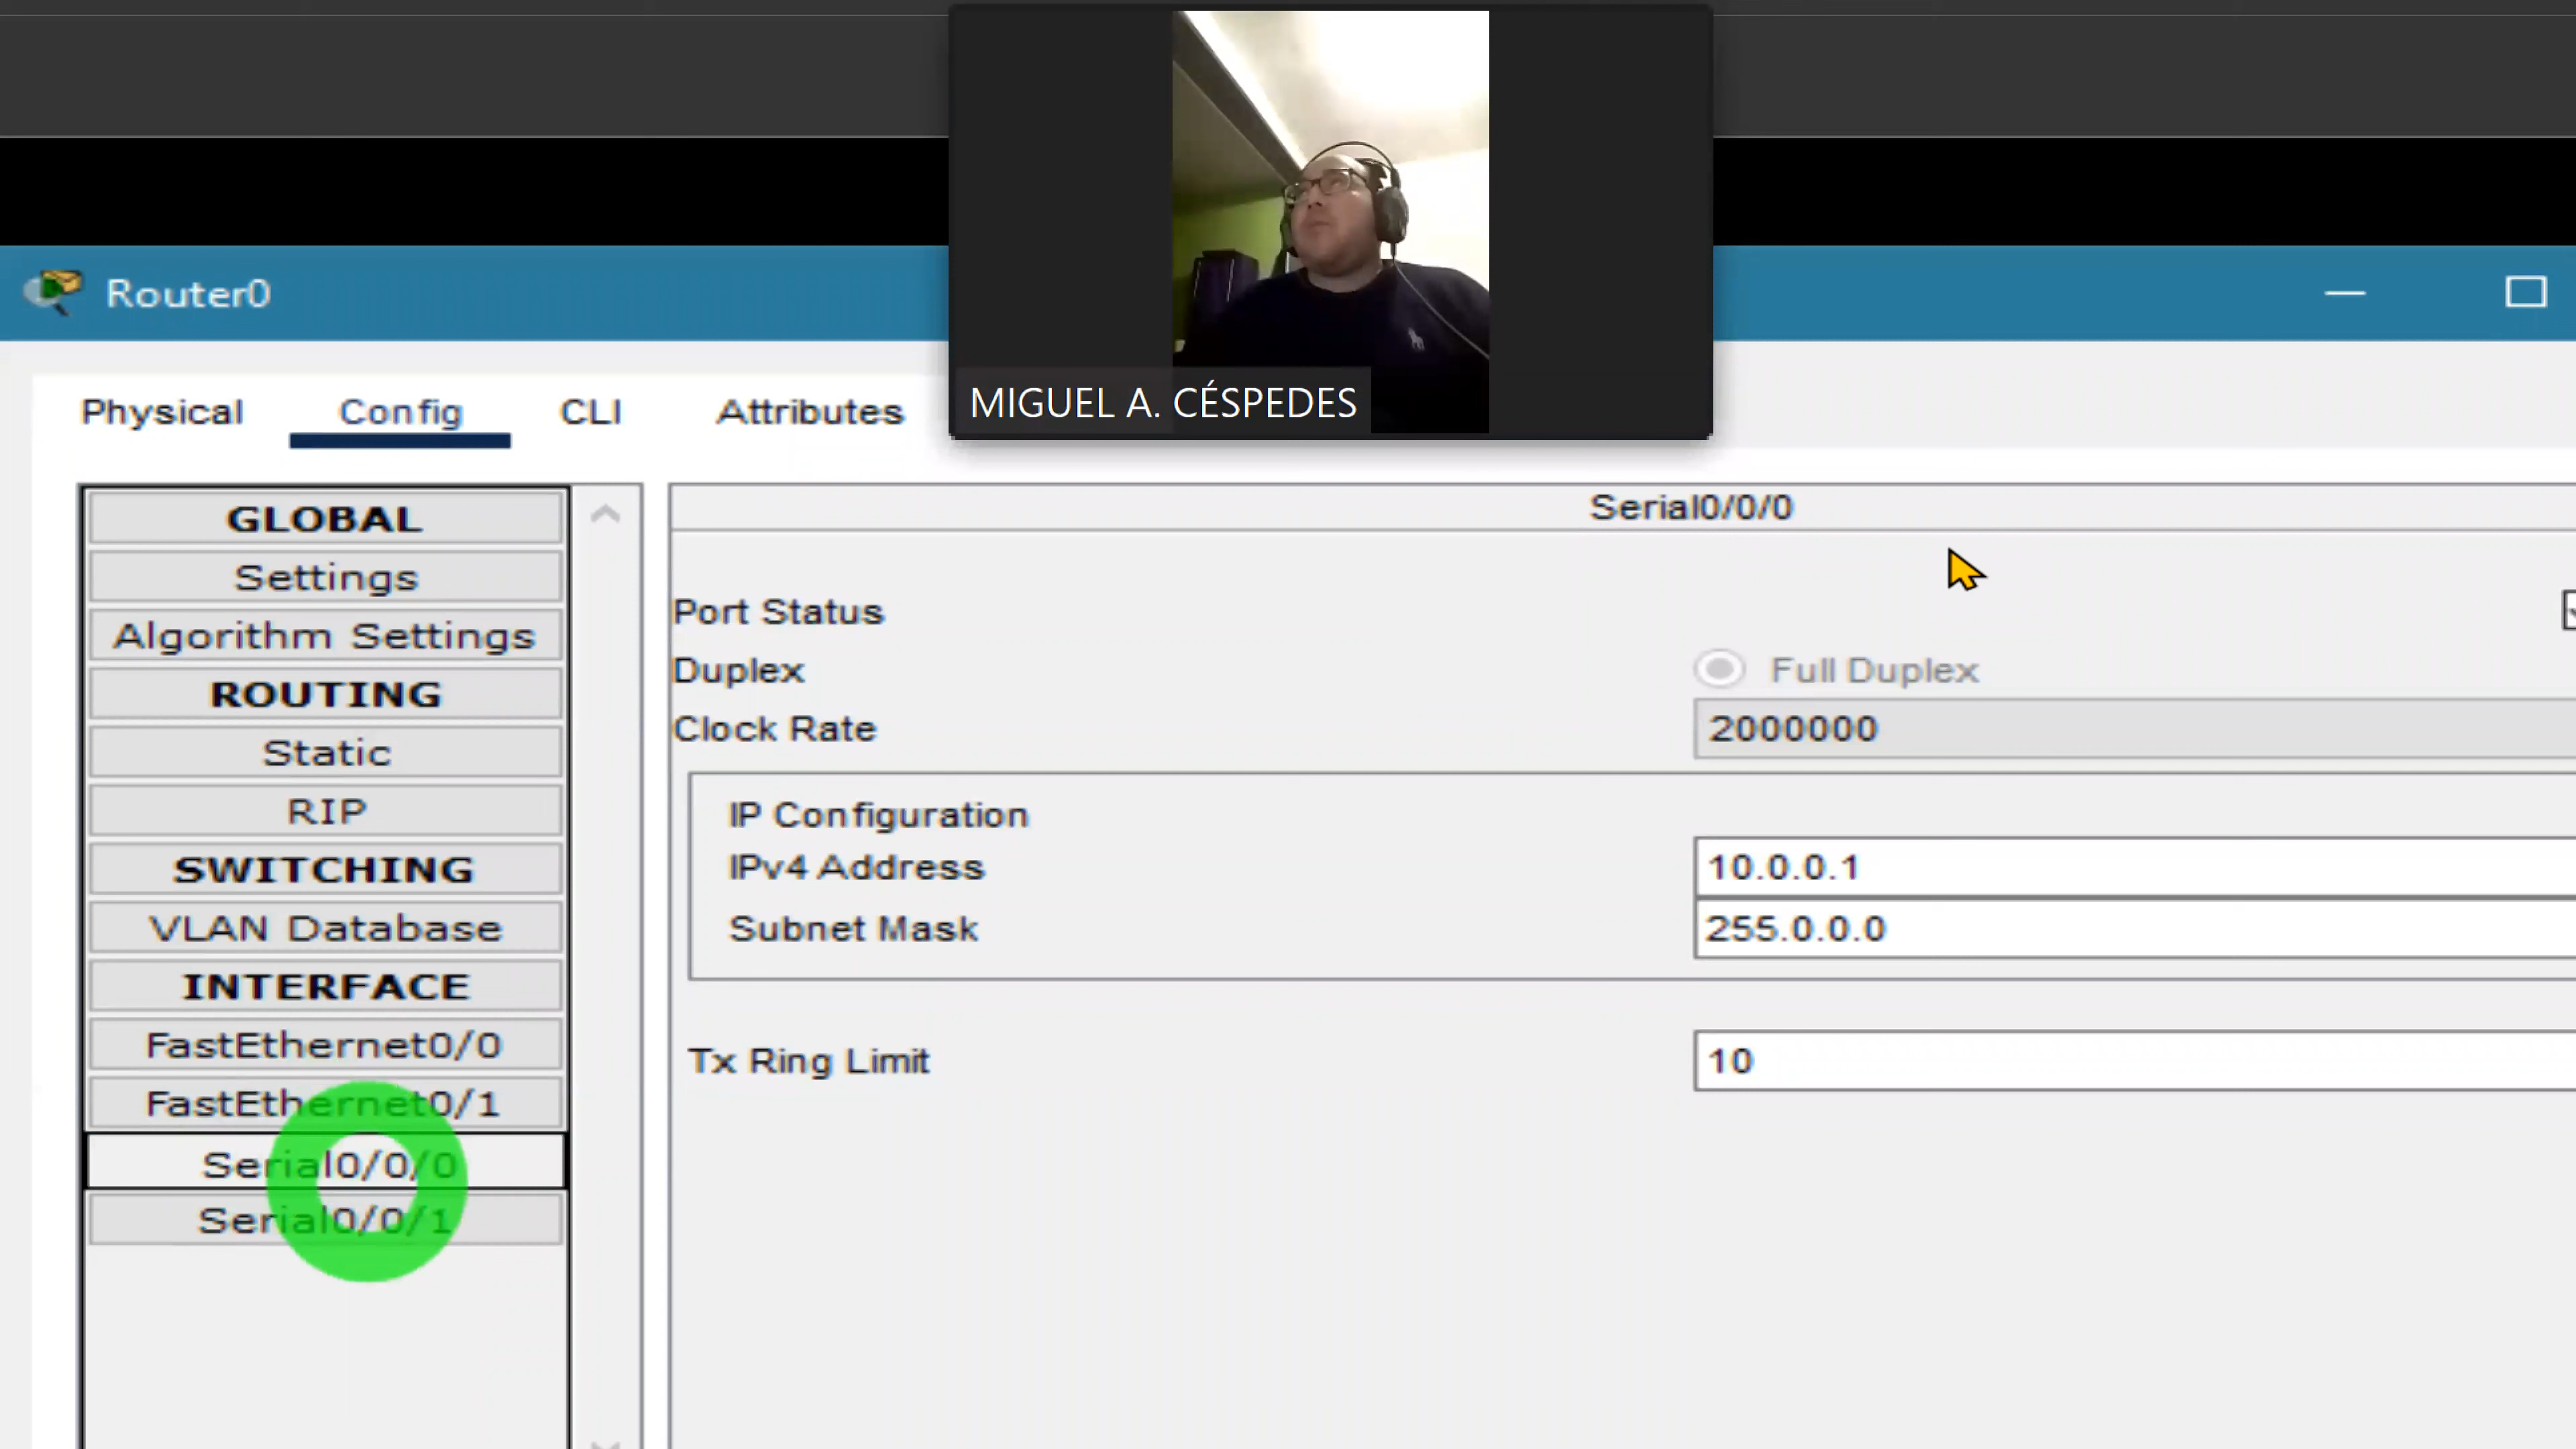 Router0
MIGUEL A. CÉSPEDES
Physical Config CLI Attributes
GLOBAL
Settings
Algorithm Settings
ROUTING
Static
RIP
SWITCHING
VLAN Database
INTERFACE
FastEthernet0/0
FastEthernet0/1
Serial0/0/0
Serial0/0/1
Serial0/0/0
Port Status
Duplex Full Duplex
Clock Rate 2000000
IP Configuration
IPv4 Address 10.0.0.1
Subnet Mask 255.0.0.0
Tx Ring Limit 10